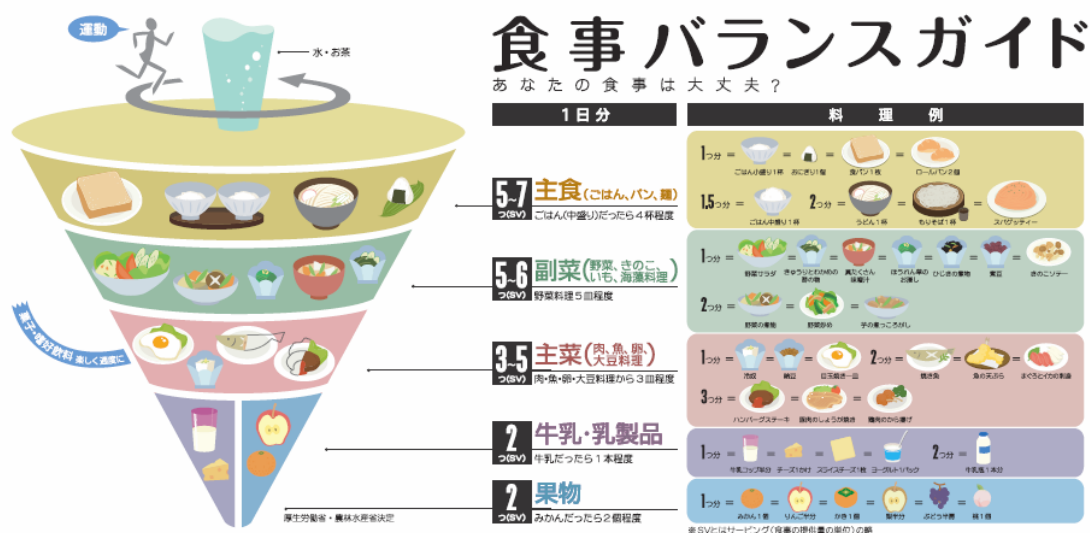 運動
水・お茶
食事バランスガイド
あなたの食事は大丈夫?
1日分
料理例
5~7
つ(SV)
主食(ごはん、パン、麺)
ごはん(中盛り)だったら4杯程度
1つ分 = ごはん小盛り1杯 = おにぎり1個 = 食パン1枚 = ロールパン2個
1.5つ分 = ごはん中盛り1杯 2つ分 = うどん1杯 = もりそば1杯 = スパゲッティー
5~6
つ(SV)
副菜(野菜、きのこ、いも、海藻料理)
野菜料理5皿程度
1つ分 = 野菜サラダ = きゅうりとわかめの酢の物 = 具たくさん味噌汁 = ほうれん草のお浸し = ひじきの煮物 = 煮豆 = きのこソテー
2つ分 = 野菜の煮物 = 野菜炒め = 芋の煮っころがし
菓子・嗜好飲料 楽しく適度に
3~5
つ(SV)
主菜(肉、魚、卵、大豆料理)
肉・魚・卵・大豆料理から3皿程度
1つ分 = 冷奴 = 納豆 = 目玉焼き一皿 2つ分 = 焼き魚 = 魚の天ぷら = まぐろとイカの刺身
3つ分 = ハンバーグステーキ = 豚肉のしょうが焼き = 鶏肉のから揚げ
2
つ(SV)
牛乳・乳製品
牛乳だったら1本程度
1つ分 = 牛乳コップ半分 = チーズ1かけ = スライスチーズ1枚 = ヨーグルト1パック 2つ分 = 牛乳瓶1本分
2
つ(SV)
果物
みかんだったら2個程度
1つ分 = みかん1個 = りんご半分 = かき1個 = 梨半分 = ぶどう半房 = 桃1個
厚生労働省・農林水産省決定
※SVとはサービング(食事の提供量の単位)の略